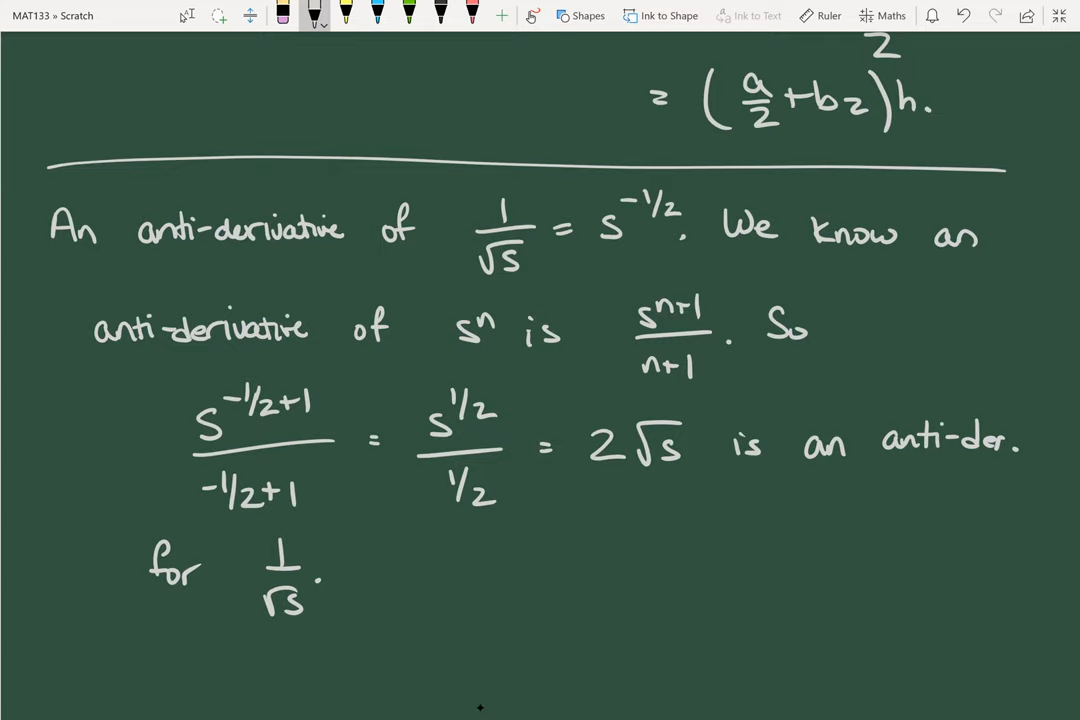 MAT133 » Scratch
Shapes Ink to Shape Ink to Text Ruler Maths
2
= (a/2 + bz)h.
An anti-derivative of 1/√s = s^{-1/2}. We know an
anti-derivative of s^n is s^{n+1}/n+1. So
s^{-1/2+1}/-1/2+1 = s^{1/2}/1/2 = 2√s is an anti-der.
for 1/√s.